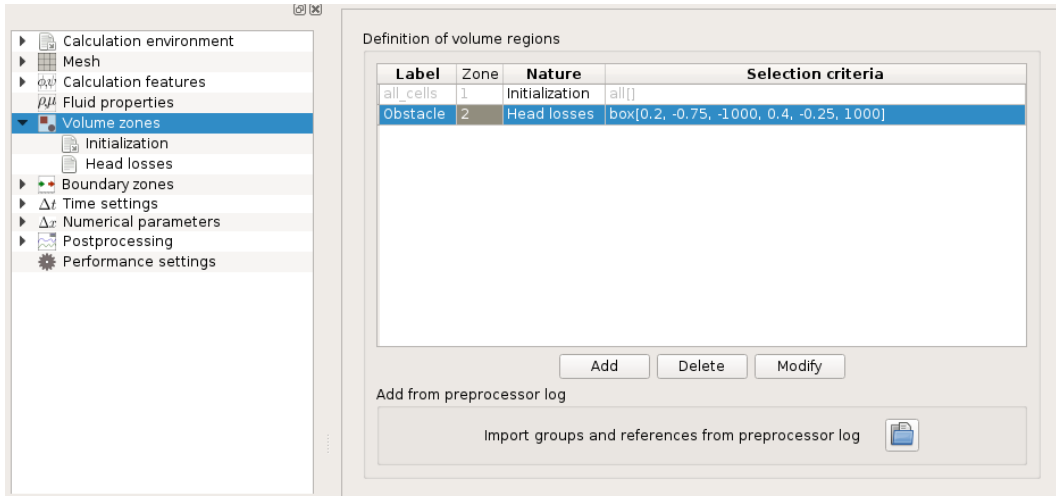 Calculation environment
Mesh
Calculation features
Fluid properties
Volume zones
Initialization
Head losses
Boundary zones
Δt Time settings
Δx Numerical parameters
Postprocessing
Performance settings
Definition of volume regions
Label Zone Nature Selection criteria
all_cells 1 Initialization all[]
Obstacle 2 Head losses box[0.2, -0.75, -1000, 0.4, -0.25, 1000]
Add Delete Modify
Add from preprocessor log
Import groups and references from preprocessor log